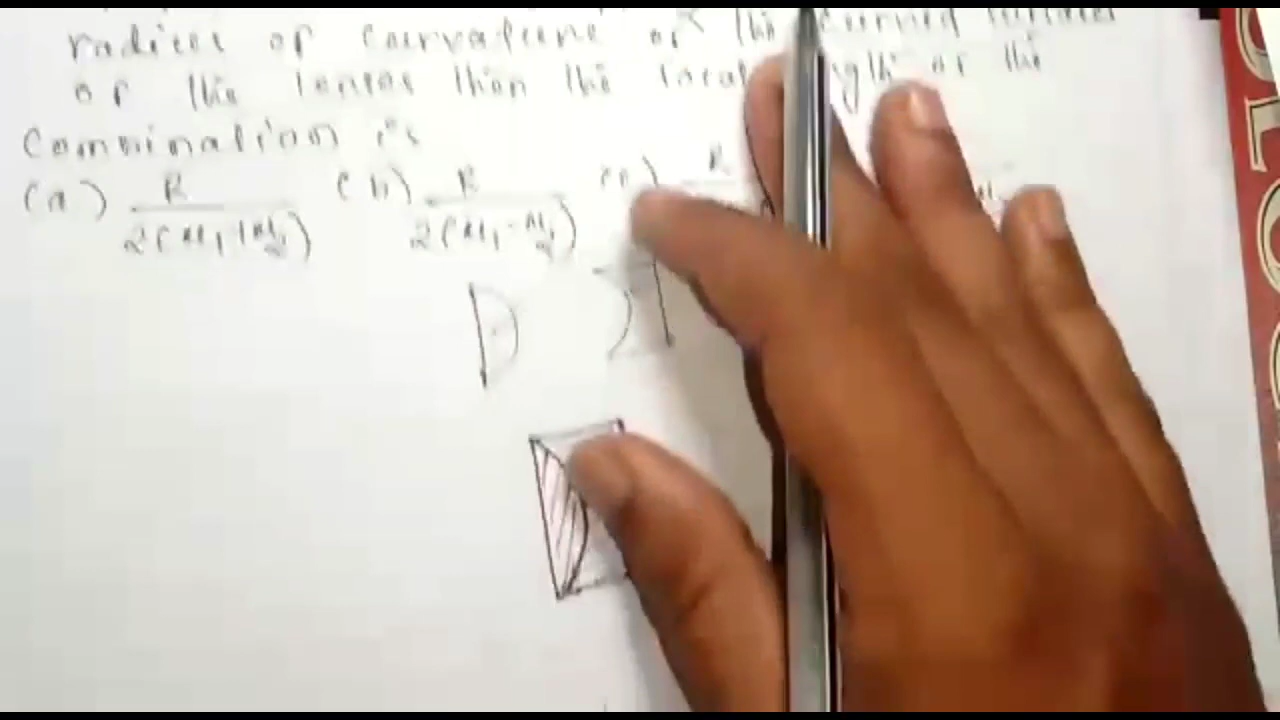 radius of curvature of the curved surface
of the lenses then the focal length of the
Combination is
(a) R / 2(μ1+μ2) (b) R / 2(μ1-μ2) (c) R